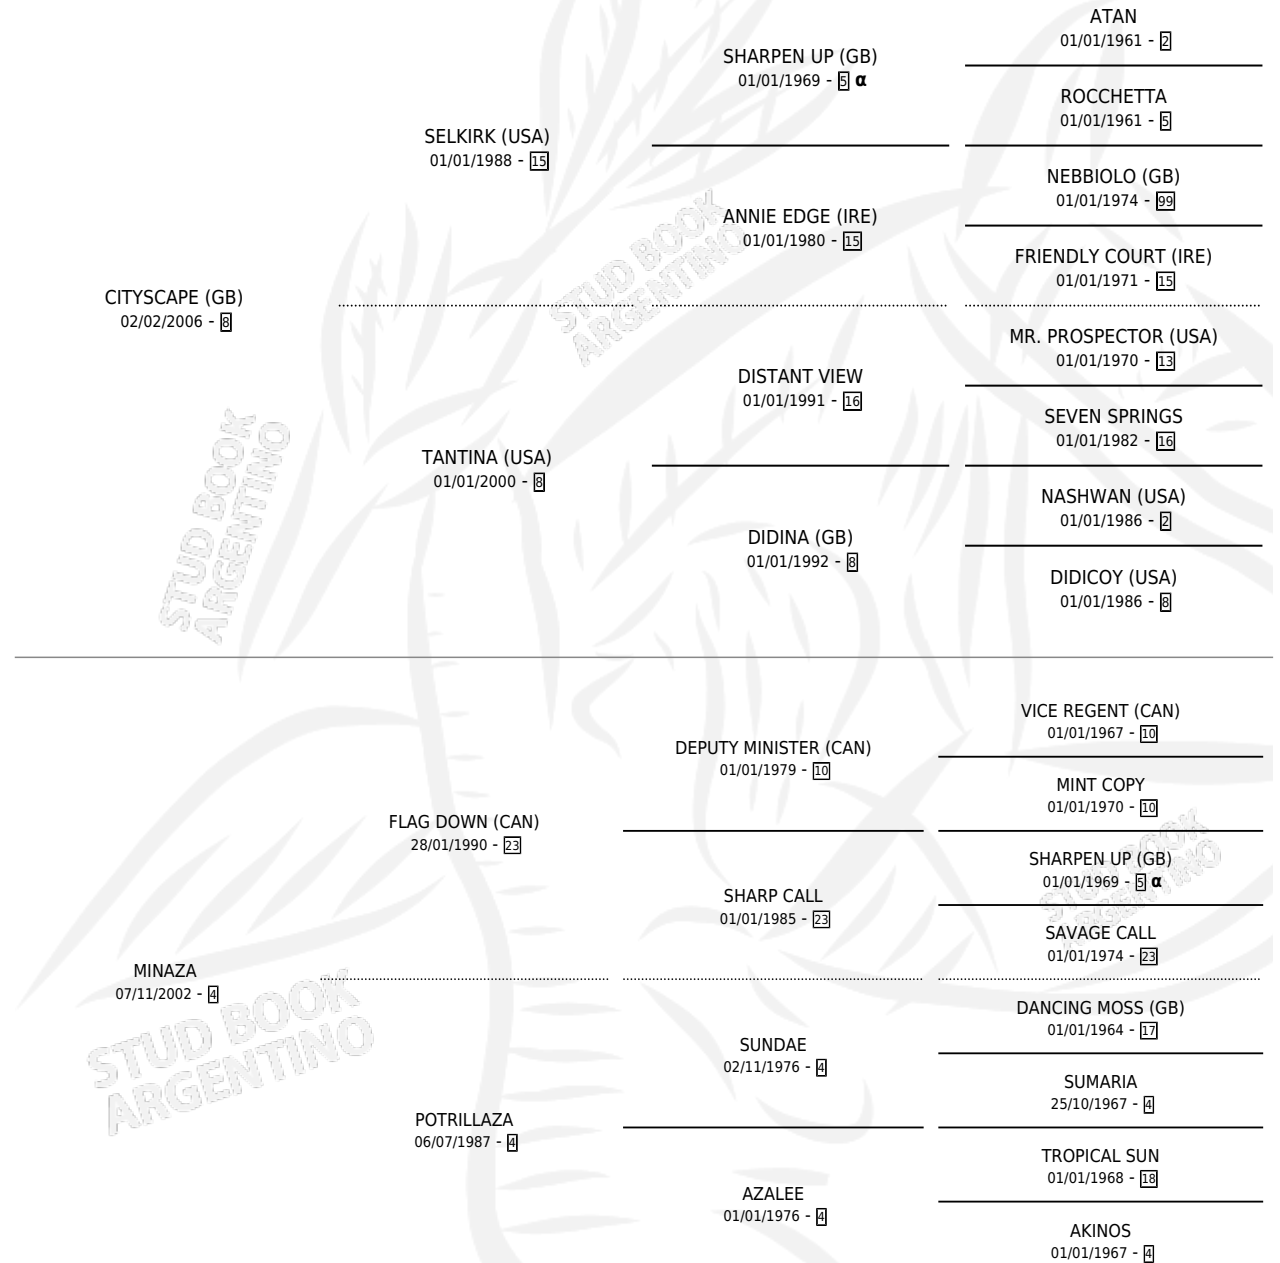 ATAN
01/01/1961 - 2
SHARPEN UP (GB)
01/01/1969 - 5 α
ROCCHETTA
01/01/1961 - 5
SELKIRK (USA)
01/01/1988 - 15
NEBBIOLO (GB)
01/01/1974 - 99
ANNIE EDGE (IRE)
01/01/1980 - 15
FRIENDLY COURT (IRE)
01/01/1971 - 15
CITYSCAPE (GB)
02/02/2006 - 8
MR. PROSPECTOR (USA)
01/01/1970 - 13
DISTANT VIEW
01/01/1991 - 16
SEVEN SPRINGS
01/01/1982 - 16
TANTINA (USA)
01/01/2000 - 8
NASHWAN (USA)
01/01/1986 - 2
DIDINA (GB)
01/01/1992 - 8
DIDICOY (USA)
01/01/1986 - 8
STUD BOOK
ARGENTINO
STUD BOOK
ARGENTINO
VICE REGENT (CAN)
01/01/1967 - 10
DEPUTY MINISTER (CAN)
01/01/1979 - 10
MINT COPY
01/01/1970 - 10
FLAG DOWN (CAN)
28/01/1990 - 23
SHARPEN UP (GB)
01/01/1969 - 5 α
SHARP CALL
01/01/1985 - 23
SAVAGE CALL
01/01/1974 - 23
MINAZA
07/11/2002 - 4
DANCING MOSS (GB)
01/01/1964 - 17
SUNDAE
02/11/1976 - 4
SUMARIA
25/10/1967 - 4
POTRILLAZA
06/07/1987 - 4
TROPICAL SUN
01/01/1968 - 18
AZALEE
01/01/1976 - 4
AKINOS
01/01/1967 - 4
STUD BOOK
ARGENTINO
STUD BOOK
ARGENTINO